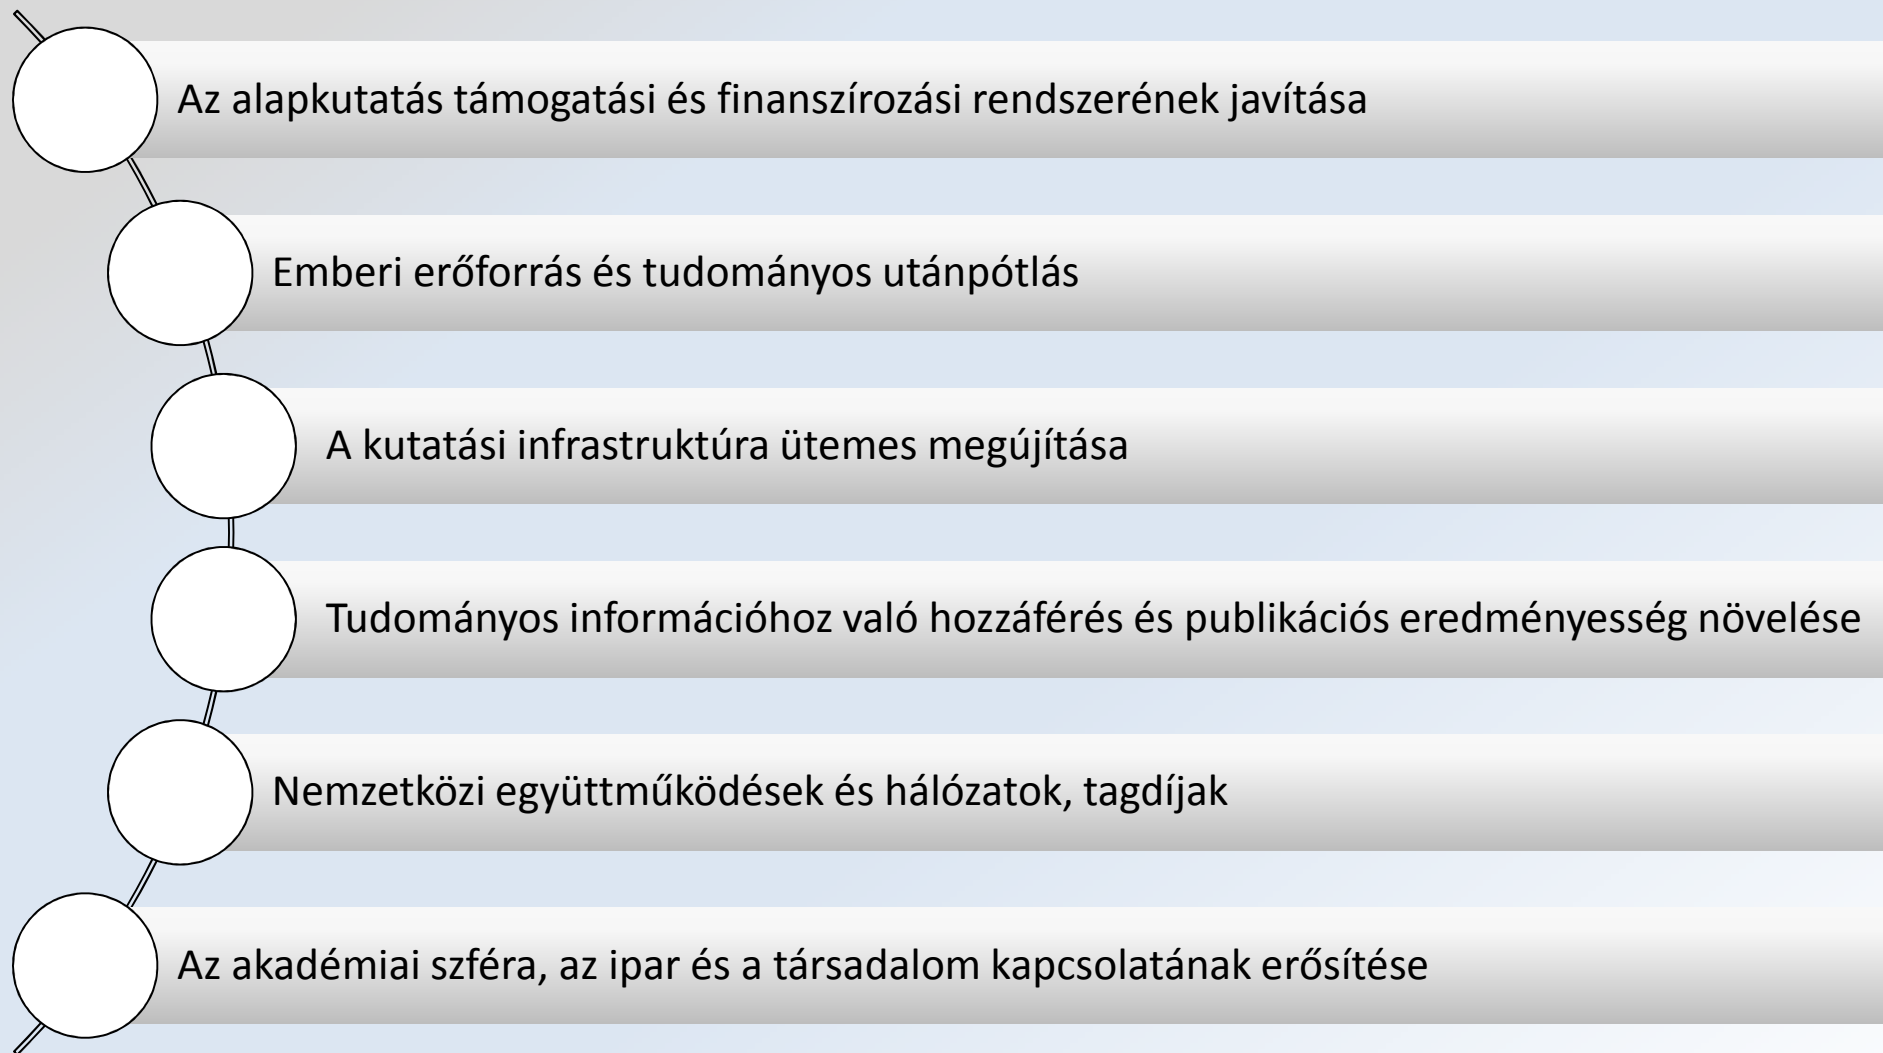 Az alapkutatás támogatási és finanszírozási rendszerének javítása
Emberi erőforrás és tudományos utánpótlás
A kutatási infrastruktúra ütemes megújítása
Tudományos információhoz való hozzáférés és publikációs eredményesség növelése
Nemzetközi együttműködések és hálózatok, tagdíjak
Az akadémiai szféra, az ipar és a társadalom kapcsolatának erősítése